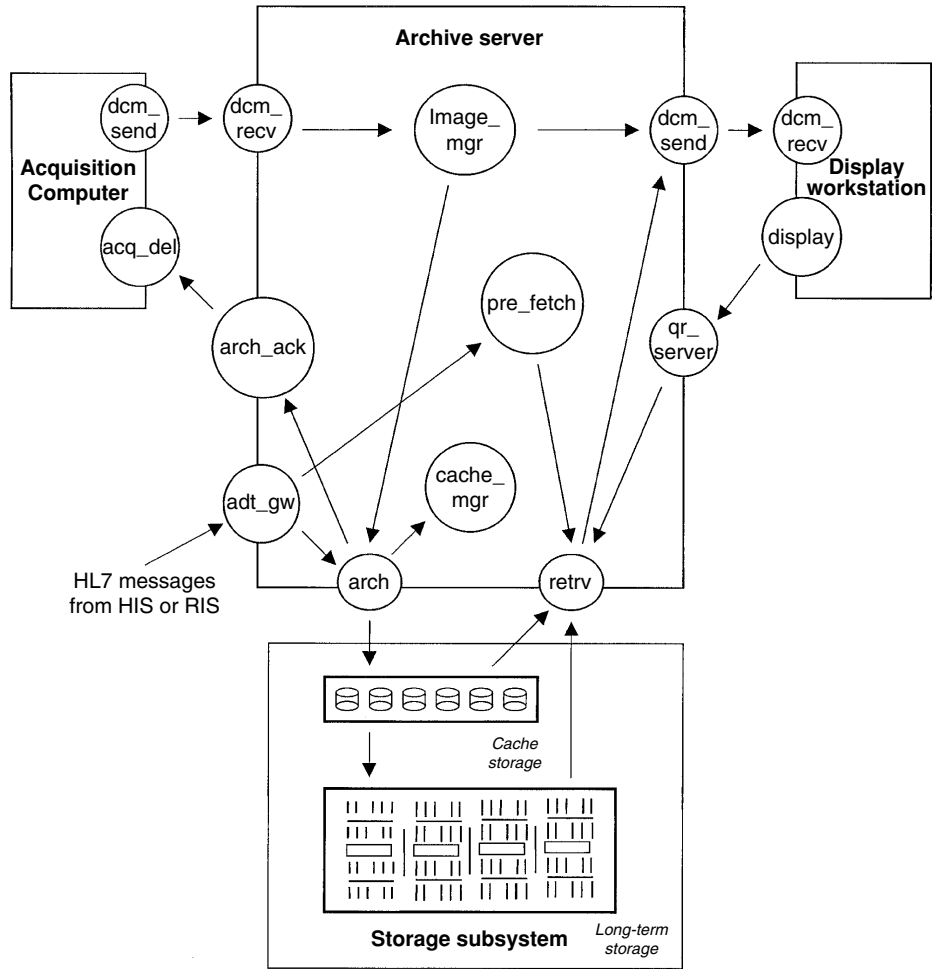 Archive server
dcm_
send
dcm_
recv
Image_
mgr
dcm_
send
dcm_
recv
Acquisition
Computer
Display
workstation
acq_del
display
pre_fetch
arch_ack
qr_
server
cache_
mgr
adt_gw
HL7 messages
from HIS or RIS
arch
retrv
Cache
storage
Storage subsystem
Long-term
storage